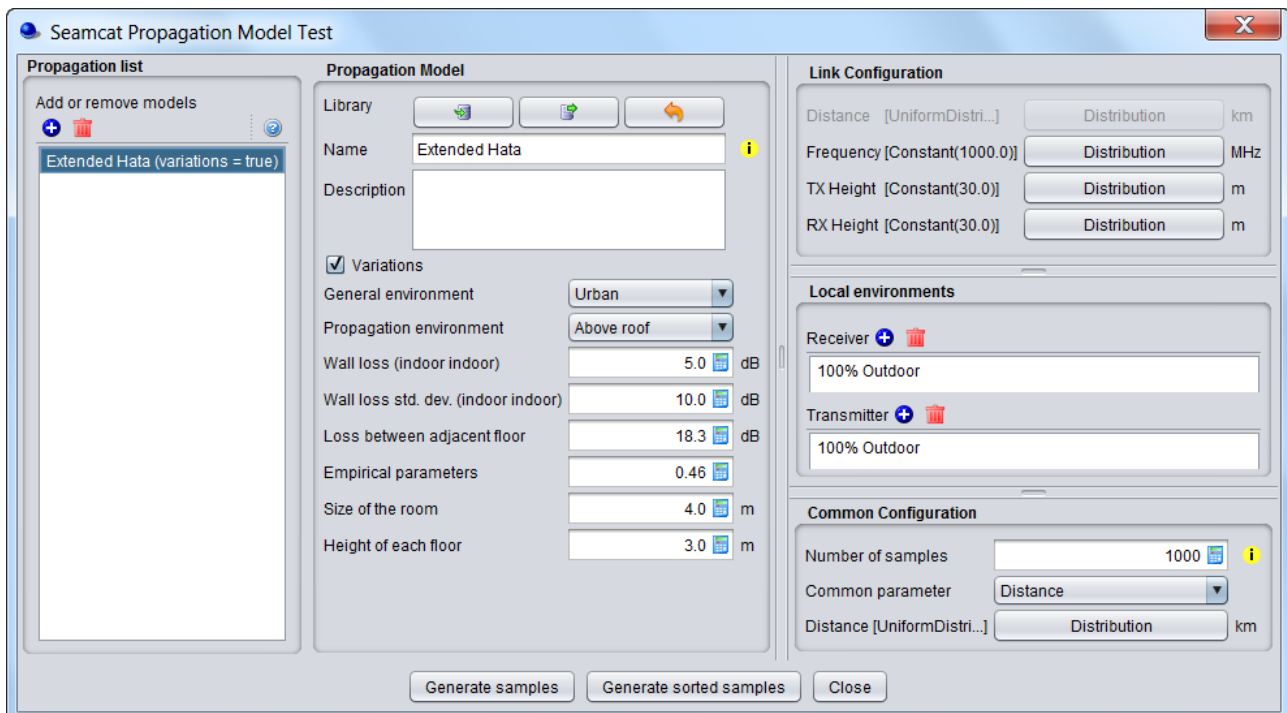 Seamcat Propagation Model Test
Propagation list
Add or remove models
Extended Hata (variations = true)
Propagation Model
Library
Name Extended Hata
Description
Variations
General environment Urban
Propagation environment Above roof
Wall loss (indoor indoor) 5.0 dB
Wall loss std. dev. (indoor indoor) 10.0 dB
Loss between adjacent floor 18.3 dB
Empirical parameters 0.46
Size of the room 4.0 m
Height of each floor 3.0 m
Link Configuration
Distance [UniformDistri...] Distribution km
Frequency [Constant(1000.0)] Distribution MHz
TX Height [Constant(30.0)] Distribution m
RX Height [Constant(30.0)] Distribution m
Local environments
Receiver
100% Outdoor
Transmitter
100% Outdoor
Common Configuration
Number of samples 1000
Common parameter Distance
Distance [UniformDistri...] Distribution km
Generate samples Generate sorted samples Close